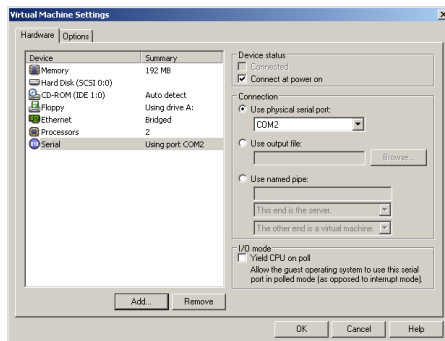 Virtual Machine Settings
Hardware Options
Device Summary
Memory 192 MB
Hard Disk (SCSI 0:0)
CD-ROM (IDE 1:0) Auto detect
Floppy Using drive A:
Ethernet Bridged
Processors 2
Serial Using port COM2
Add... Remove
Device status
Connected
Connect at power on
Connection
Use physical serial port:
COM2
Use output file:
Browse...
Use named pipe:
This end is the server.
The other end is a virtual machine.
I/O mode
Yield CPU on poll
Allow the guest operating system to use this serial
port in polled mode (as opposed to interrupt mode).
OK Cancel Help